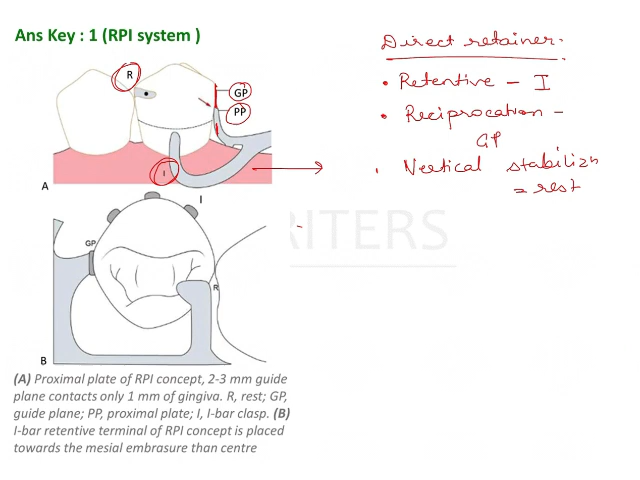 Ans Key : 1 (RPI system )
Direct retainer.
• Retentive – I
• Reciprocation –
GP
• Vertical stabilizn
= rest
R
GP
PP
I
A
I
GP
R
B
RITERS
(A) Proximal plate of RPI concept, 2-3 mm guide
plane contacts only 1 mm of gingiva. R, rest; GP,
guide plane; PP, proximal plate; I, I-bar clasp. (B)
I-bar retentive terminal of RPI concept is placed
towards the mesial embrasure than centre